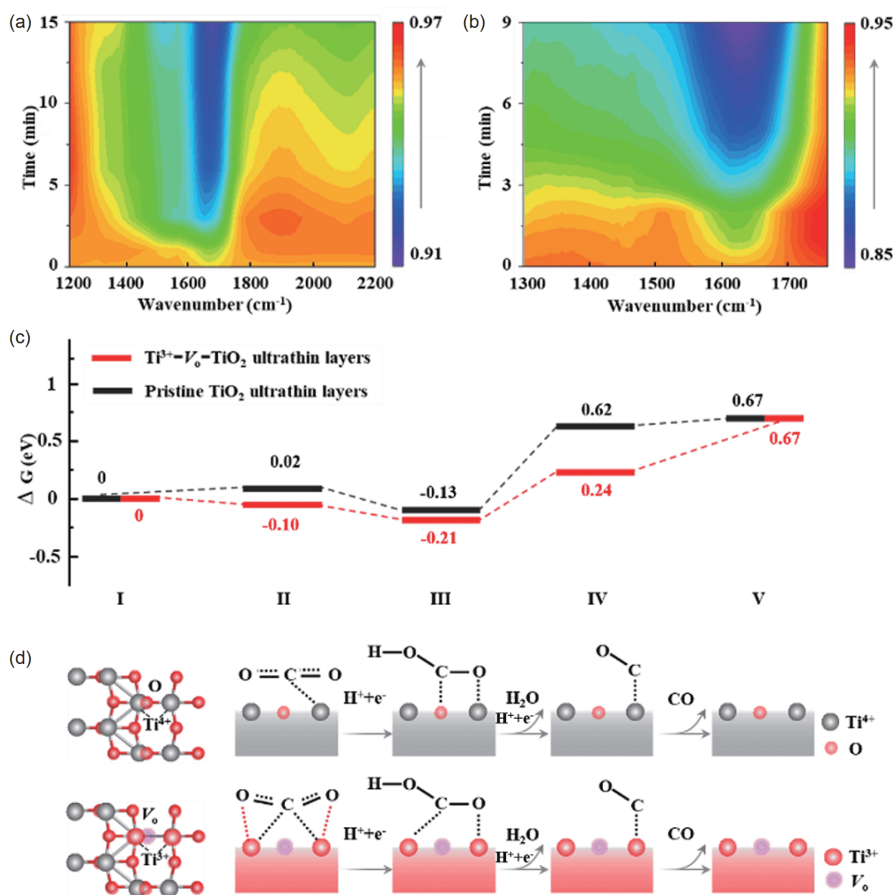 (a)
15
10
5
0
Time (min)
1200 1400 1600 1800 2000 2200
Wavenumber (cm⁻¹)
0.97
0.91
(b)
9
6
3
0
Time (min)
1300 1400 1500 1600 1700
Wavenumber (cm⁻¹)
0.95
0.85
(c)
Ti³⁺-Vₒ-TiO₂ ultrathin layers
Pristine TiO₂ ultrathin layers
Δ G (eV)
1
0.5
0
-0.5
0 0.02 -0.13 0.62 0.67
0 -0.10 -0.21 0.24 0.67
I II III IV V
(d)
O
Ti⁴⁺
O C O
H⁺+e⁻
H O
C O
H₂O
H⁺+e⁻
O
C
CO
Ti⁴⁺
O
Vₒ
Ti³⁺
O C O
H⁺+e⁻
H O
C O
H₂O
H⁺+e⁻
O
C
CO
Ti³⁺
Vₒ